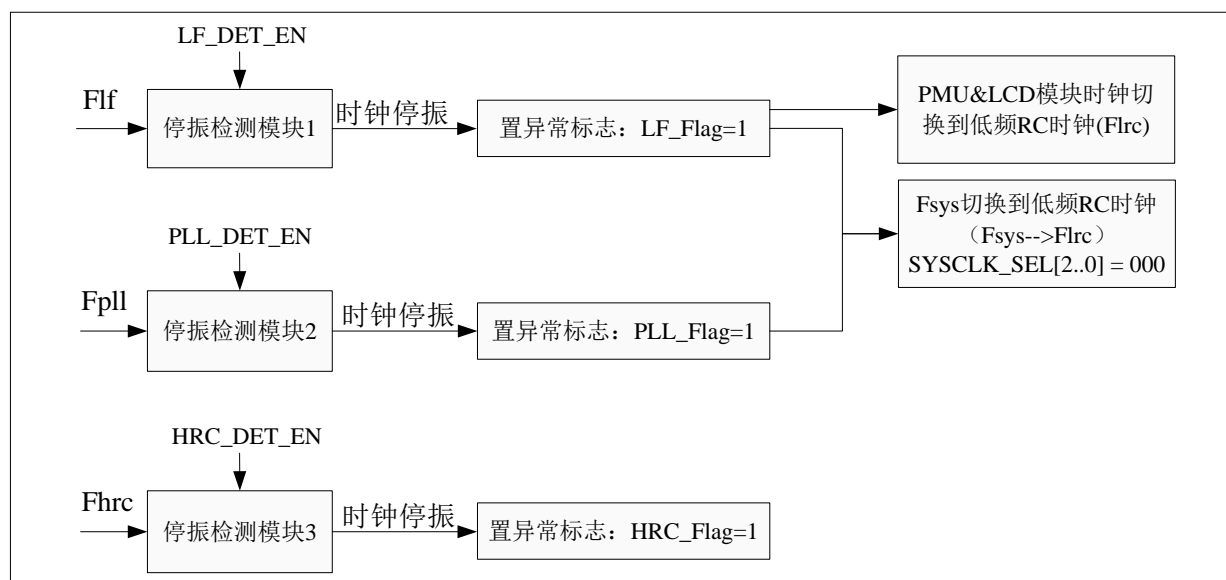 LF_DET_EN
Flf
停振检测模块1
时钟停振
置异常标志：LF_Flag=1
PMU&LCD模块时钟切
换到低频RC时钟(Flrc)
Fsys切换到低频RC时钟
（Fsys-->Flrc）
SYSCLK_SEL[2..0] = 000
PLL_DET_EN
Fpll
停振检测模块2
时钟停振
置异常标志：PLL_Flag=1
HRC_DET_EN
Fhrc
停振检测模块3
时钟停振
置异常标志：HRC_Flag=1